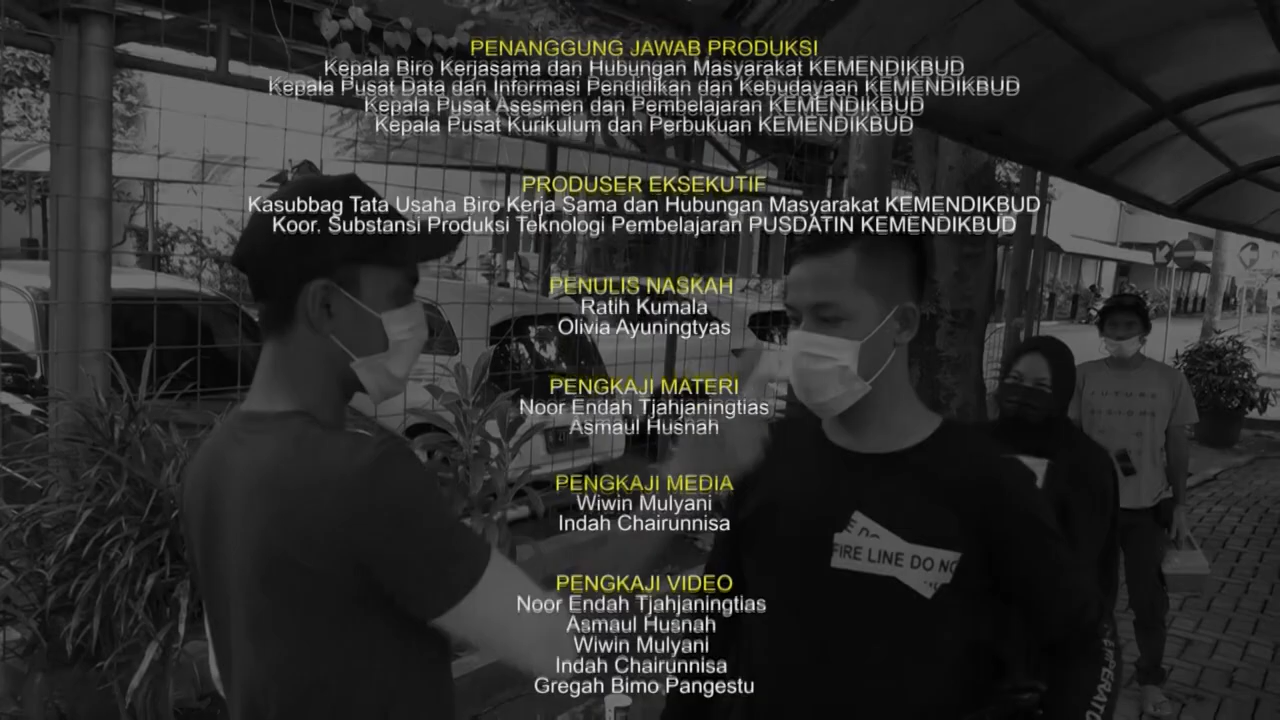 PENANGGUNG JAWAB PRODUKSI
Kepala Biro Kerjasama dan Hubungan Masyarakat KEMENDIKBUD
Kepala Pusat Data dan Informasi Pendidikan dan Kebudayaan KEMENDIKBUD
Kepala Pusat Asesmen dan Pembelajaran KEMENDIKBUD
Kepala Pusat Kurikulum dan Perbukuan KEMENDIKBUD
PRODUSER EKSEKUTIF
Kasubbag Tata Usaha Biro Kerja Sama dan Hubungan Masyarakat KEMENDIKBUD
Koor. Substansi Produksi Teknologi Pembelajaran PUSDATIN KEMENDIKBUD
PENULIS NASKAH
Ratih Kumala
Olivia Ayuningtyas
PENGKAJI MATERI
Noor Endah Tjahjaningtias
Asmaul Husnah
PENGKAJI MEDIA
Wiwin Mulyani
Indah Chairunnisa
PENGKAJI VIDEO
Noor Endah Tjahjaningtias
Asmaul Husnah
Wiwin Mulyani
Indah Chairunnisa
Gregah Bimo Pangestu
FIRE LINE DO NO